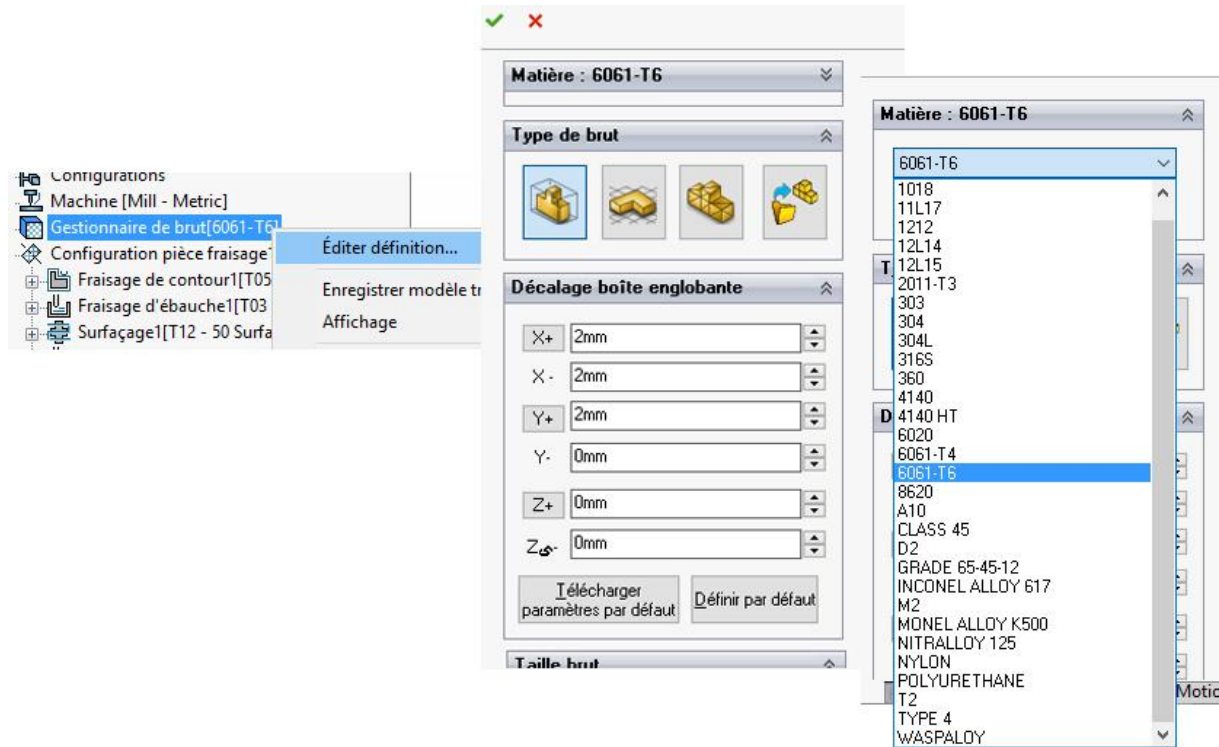 Configurations
Machine [Mill - Metric]
Gestionnaire de brut[6061-T6]
Configuration pièce fraisage
Fraisage de contour1[T05
Fraisage d'ébauche1[T03
Surfaçage1[T12 - 50 Surfa
Éditer définition...
Enregistrer modèle tr
Affichage
Matière : 6061-T6
Type de brut
Décalage boîte englobante
X+ 2mm
X- 2mm
Y+ 2mm
Y- 0mm
Z+ 0mm
Z- 0mm
Télécharger
paramètres par défaut
Définir par défaut
Taille brut
Matière : 6061-T6
6061-T6
1018
11L17
1212
12L14
12L15
2011-T3
303
304
304L
316S
360
4140
4140 HT
6020
6061-T4
6061-T6
8620
A10
CLASS 45
D2
GRADE 65-45-12
INCONEL ALLOY 617
M2
MONEL ALLOY K500
NITRALLOY 125
NYLON
POLYURETHANE
T2
TYPE 4
WASPALOY
T
D
Motio